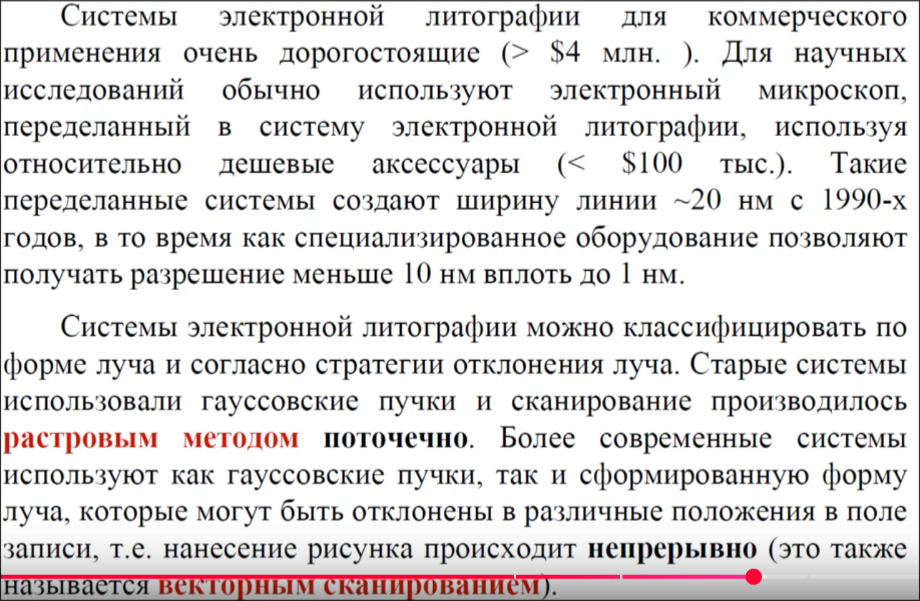 Системы электронной литографии для коммерческого
применения очень дорогостоящие (> $4 млн. ). Для научных
исследований обычно используют электронный микроскоп,
переделанный в систему электронной литографии, используя
относительно дешевые аксессуары (< $100 тыс.). Такие
переделанные системы создают ширину линии ~20 нм с 1990-х
годов, в то время как специализированное оборудование позволяют
получать разрешение меньше 10 нм вплоть до 1 нм.
Системы электронной литографии можно классифицировать по
форме луча и согласно стратегии отклонения луча. Старые системы
использовали гауссовские пучки и сканирование производилось
растровым методом поточечно. Более современные системы
используют как гауссовские пучки, так и сформированную форму
луча, которые могут быть отклонены в различные положения в поле
записи, т.е. нанесение рисунка происходит непрерывно (это также
называется векторным сканированием).